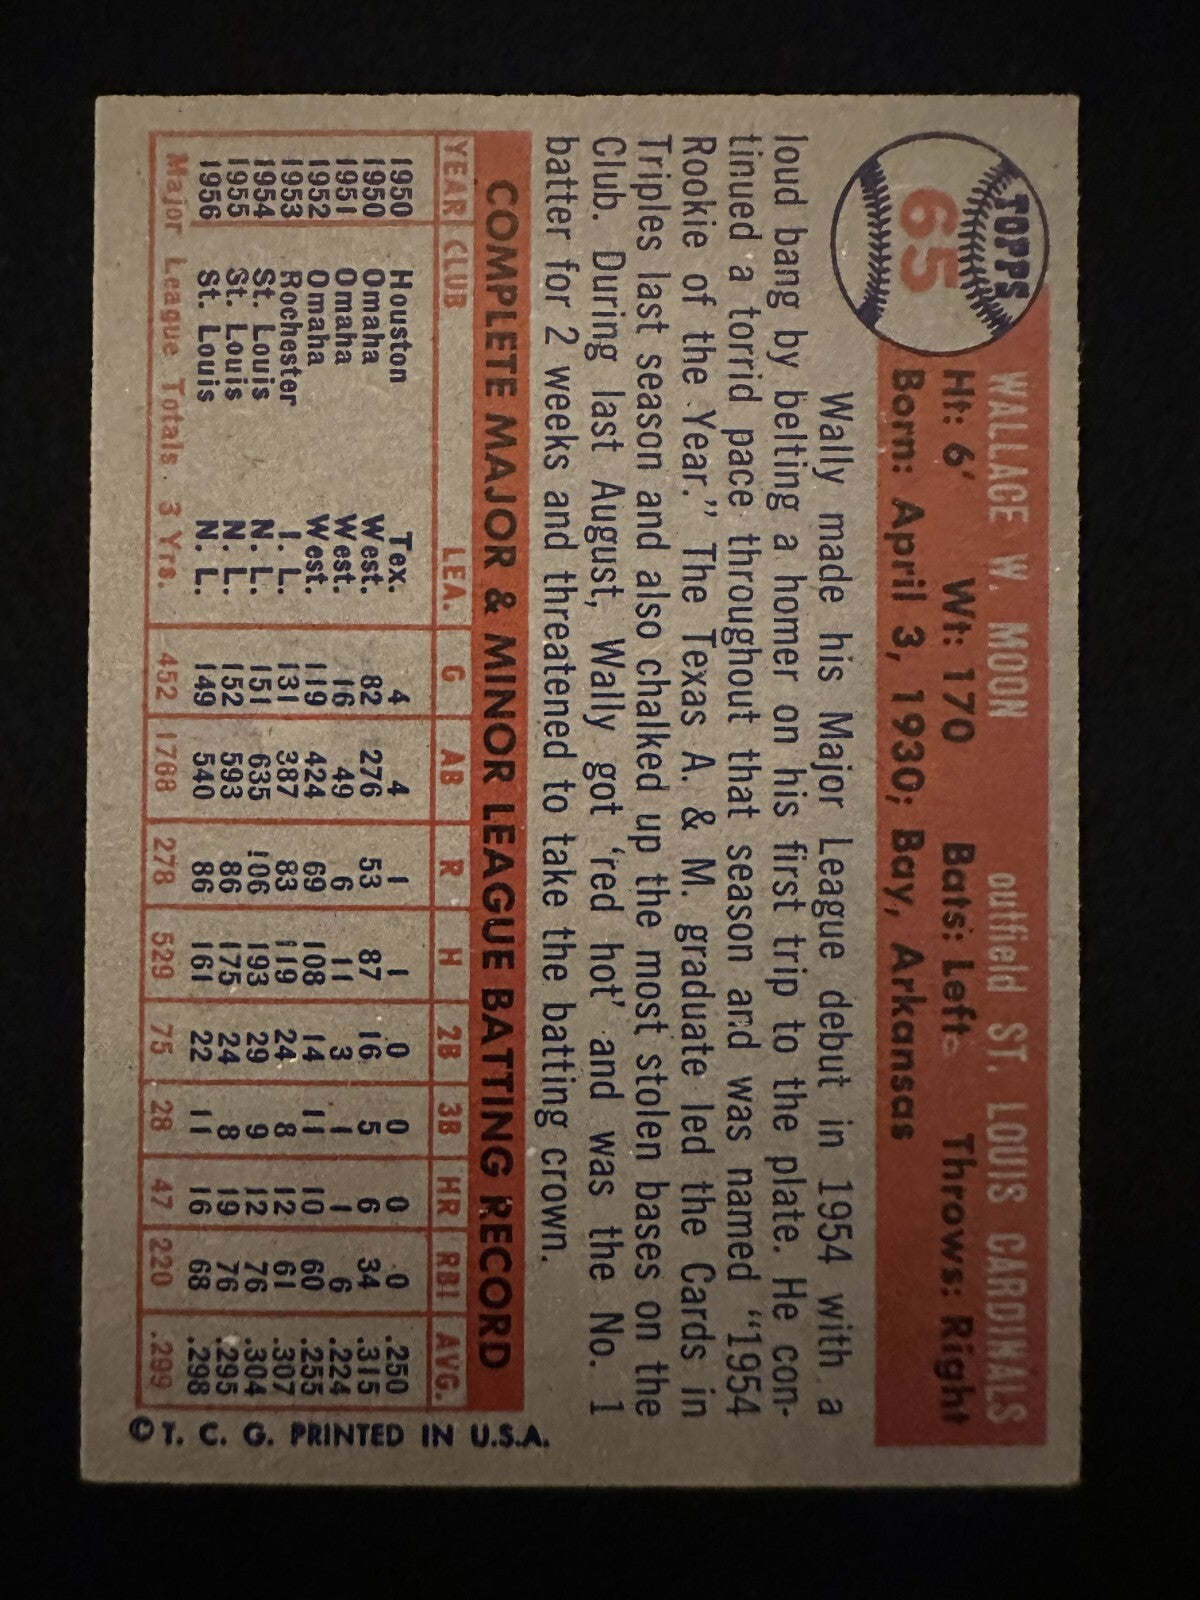 TOPPS
65
WALLACE W. MOON outfield ST. LOUIS CARDINALS
Ht: 6' Wt: 170 Bats: Left Throws: Right
Born: April 3, 1930; Bay, Arkansas
Wally made his Major League debut in 1954 with a
loud bang by belting a homer on his first trip to the plate. He con-
tinued a torrid pace throughout that season and was named "1954
Rookie of the Year." The Texas A. & M. graduate led the Cards in
Triples last season and also chalked up the most stolen bases on the
Club. During last August, Wally got 'red hot' and was the No. 1
batter for 2 weeks and threatened to take the batting crown.
COMPLETE MAJOR & MINOR LEAGUE BATTING RECORD
YEAR CLUB LEA. G AB R H 2B 3B HR RBI AVG.
1950 Houston Tex. 4 4 1 1 0 0 0 0 .250
1950 Omaha West. 82 276 53 87 16 5 6 34 .315
1951 Omaha West. 16 49 6 11 3 1 1 6 .224
1952 Omaha West. 119 424 69 108 14 11 10 60 .255
1953 Rochester I. L. 131 387 83 119 24 8 12 61 .307
1954 St. Louis N. L. 151 635 106 193 29 9 12 76 .304
1955 St. Louis N. L. 152 593 86 175 24 8 19 76 .295
1956 St. Louis N. L. 149 540 86 161 22 11 16 68 .298
Major League Totals 3 Yrs. 452 1768 278 529 75 28 47 220 .299
© T. C. G. PRINTED IN U.S.A.